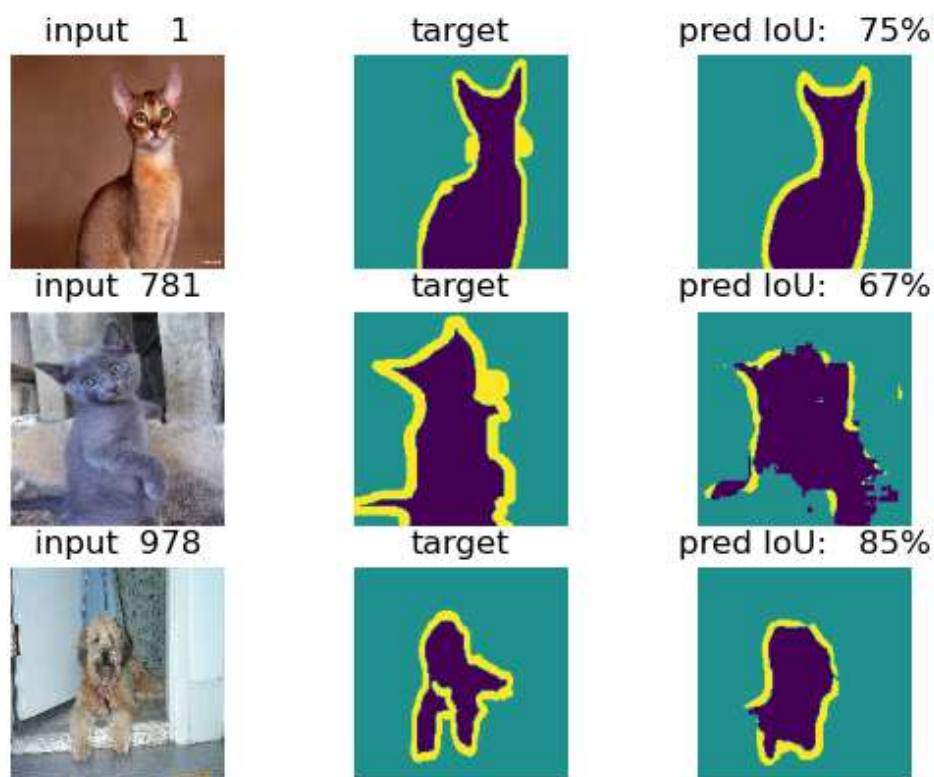 input 1
target
pred IoU: 75%
input 781
target
pred IoU: 67%
input 978
target
pred IoU: 85%